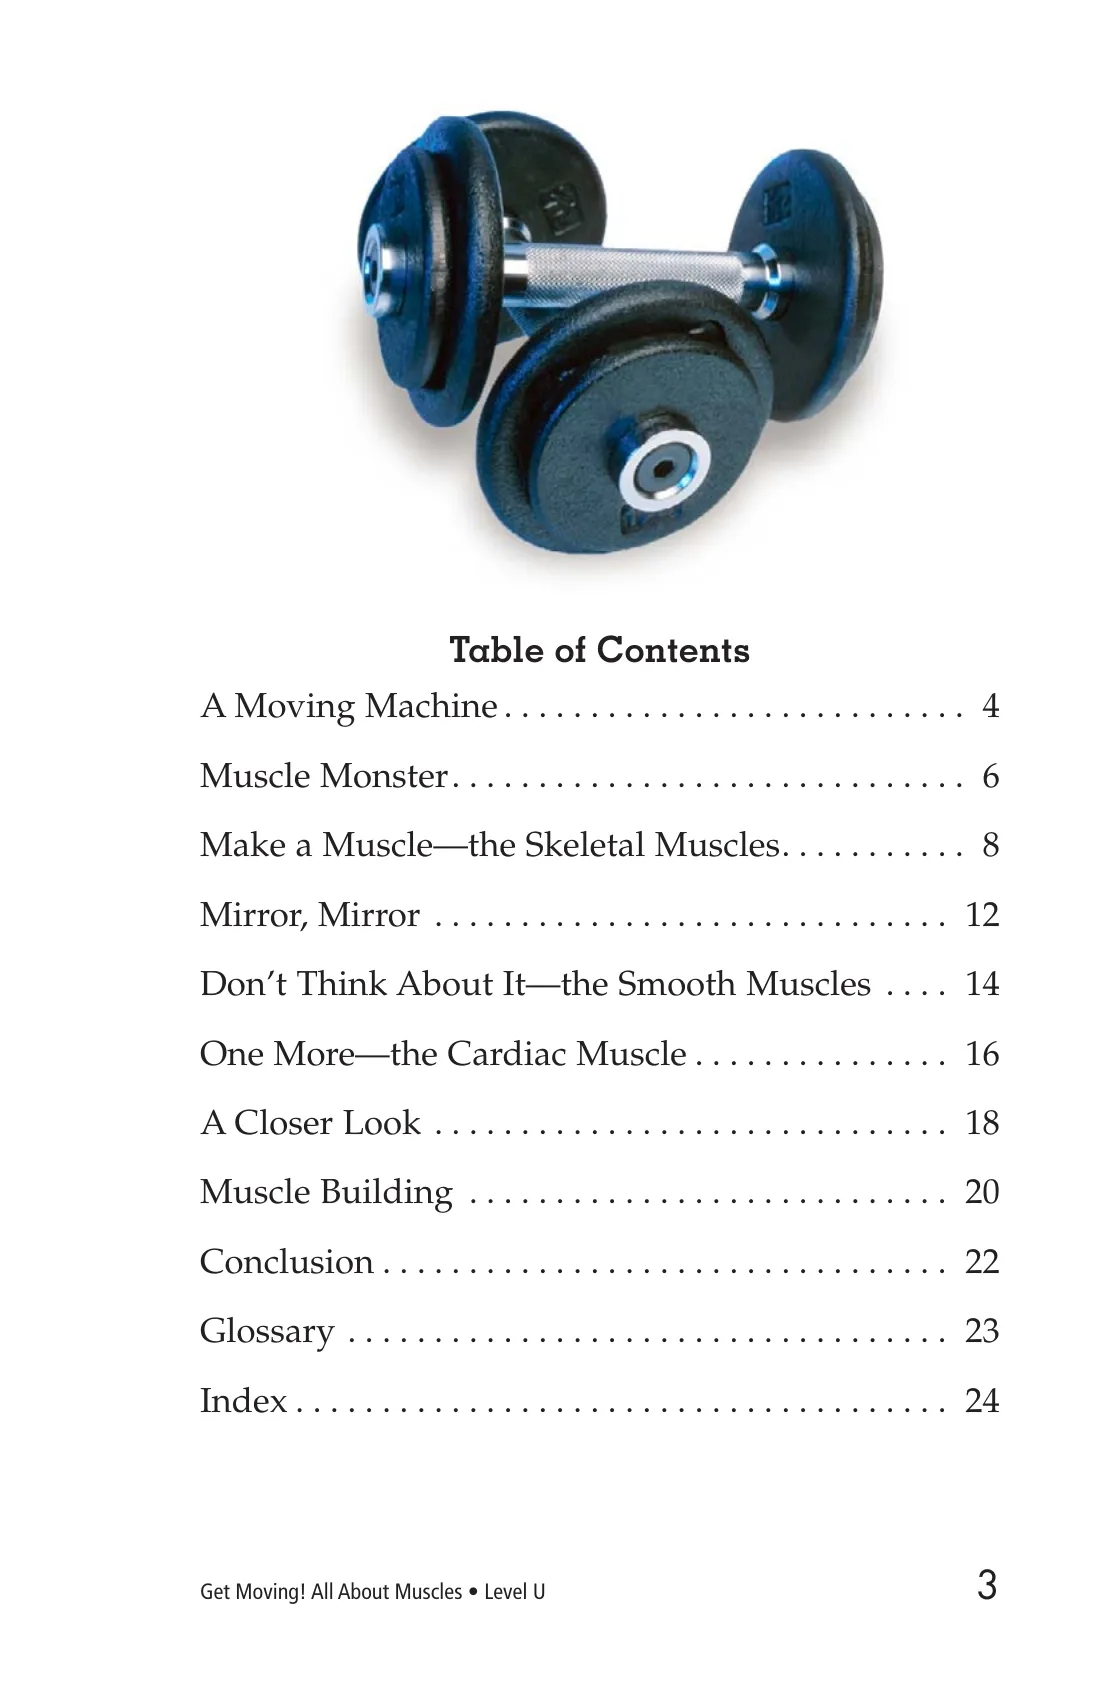 Table of Contents
A Moving Machine . . . . . . . . . . . . . . . . . . . . . . . . . . . 4
Muscle Monster. . . . . . . . . . . . . . . . . . . . . . . . . . . . . . 6
Make a Muscle—the Skeletal Muscles. . . . . . . . . . . 8
Mirror, Mirror . . . . . . . . . . . . . . . . . . . . . . . . . . . . . . 12
Don’t Think About It—the Smooth Muscles . . . . 14
One More—the Cardiac Muscle . . . . . . . . . . . . . . . 16
A Closer Look . . . . . . . . . . . . . . . . . . . . . . . . . . . . . . 18
Muscle Building . . . . . . . . . . . . . . . . . . . . . . . . . . . . 20
Conclusion . . . . . . . . . . . . . . . . . . . . . . . . . . . . . . . . . 22
Glossary . . . . . . . . . . . . . . . . . . . . . . . . . . . . . . . . . . . 23
Index . . . . . . . . . . . . . . . . . . . . . . . . . . . . . . . . . . . . . . 24
Get Moving! All About Muscles • Level U 3